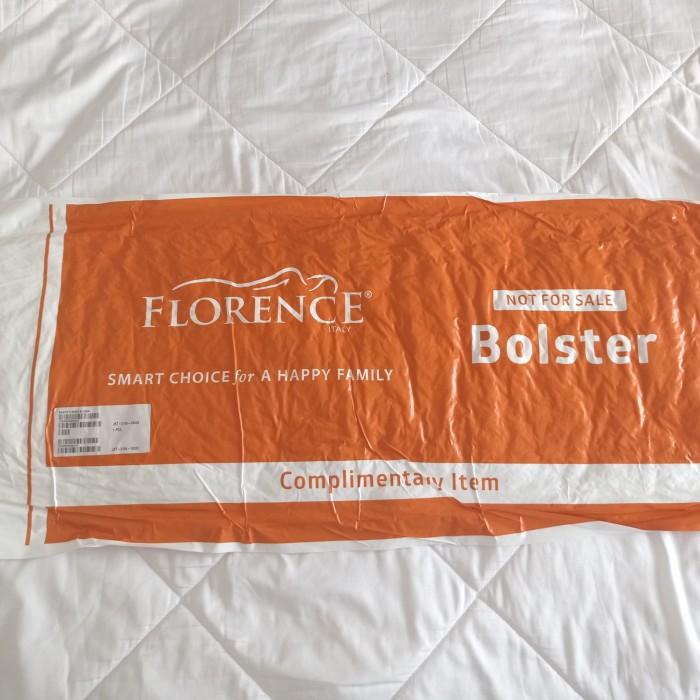 FLORENCE®
ITALY
SMART CHOICE for A HAPPY FAMILY
NOT FOR SALE
Bolster
Complimentary Item